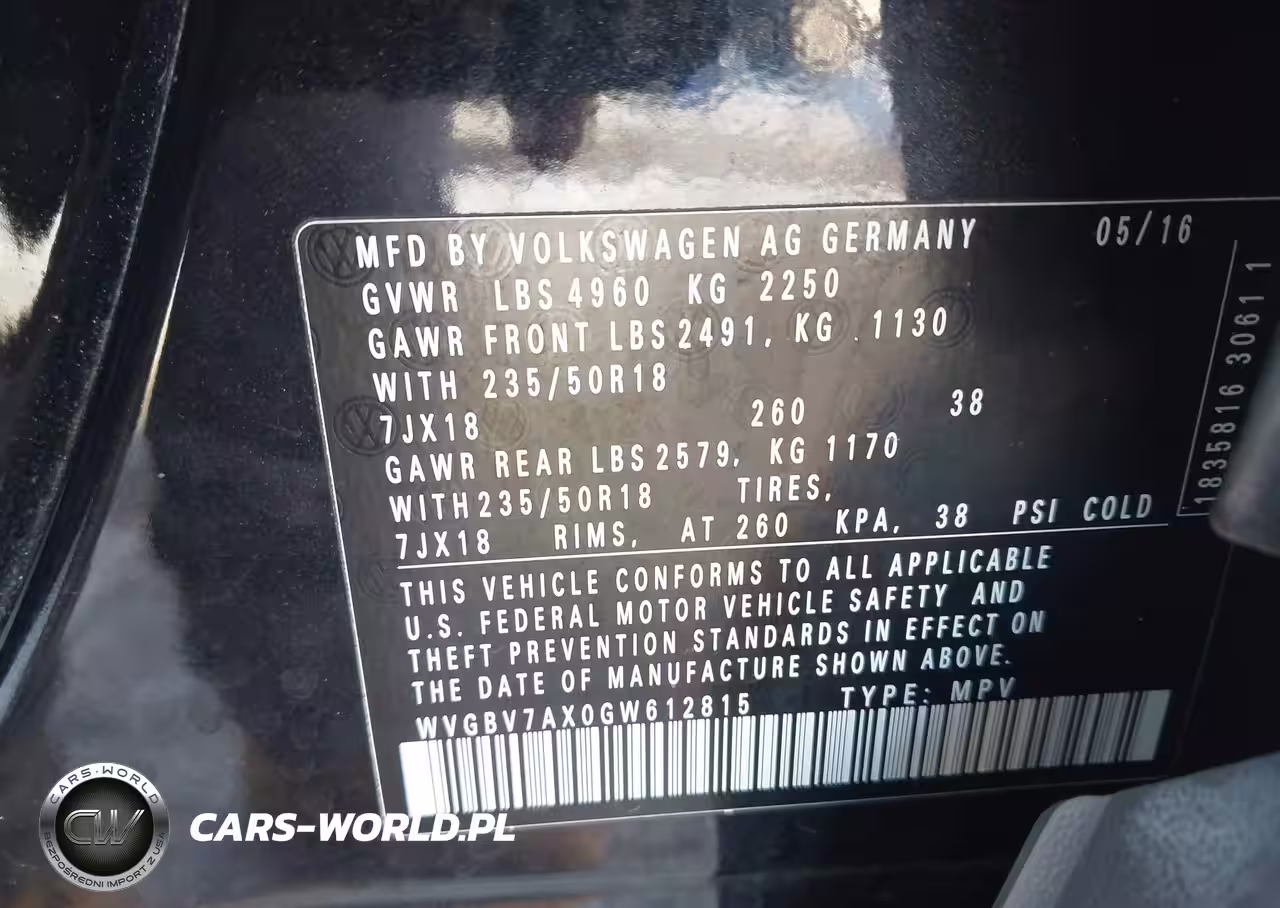 MFD BY VOLKSWAGEN AG GERMANY 05/16
GVWR LBS 4960 KG 2250
GAWR FRONT LBS 2491, KG . 1130
WITH 235/50R18
7JX18 260 38
GAWR REAR LBS 2579, KG 1170
WITH 235/50R18 TIRES,
7JX18 RIMS, AT 260 KPA, 38 PSI COLD
THIS VEHICLE CONFORMS TO ALL APPLICABLE
U.S. FEDERAL MOTOR VEHICLE SAFETY AND
THEFT PREVENTION STANDARDS IN EFFECT ON
THE DATE OF MANUFACTURE SHOWN ABOVE.
WVGBV7AX0GW612815 TYPE: MPV
1835816 3061 1
CARS-WORLD
CW
BEZPOŚREDNI IMPORT Z USA
CARS-WORLD.PL